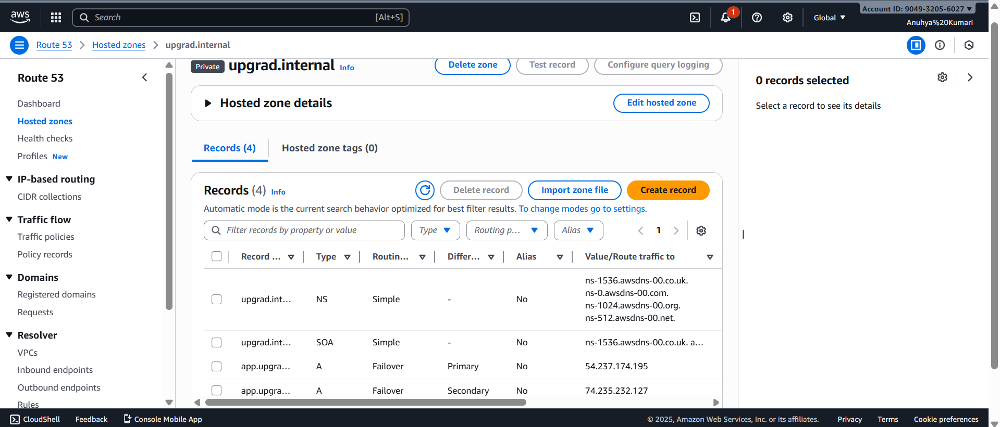 aws
Search [Alt+S]
1
Global
Account ID: 9049-3205-6027
Anuhya%20Kumari
Route 53 > Hosted zones > upgrad.internal
Route 53
Dashboard
Hosted zones
Health checks
Profiles New
IP-based routing
CIDR collections
Traffic flow
Traffic policies
Policy records
Domains
Registered domains
Requests
Resolver
VPCs
Inbound endpoints
Outbound endpoints
Rules
Private upgrad.internal Info
Delete zone Test record Configure query logging
Hosted zone details Edit hosted zone
Records (4) Hosted zone tags (0)
Records (4) Info Delete record Import zone file Create record
Automatic mode is the current search behavior optimized for best filter results. To change modes go to settings.
Filter records by property or value Type Routing p... Alias 1
Record ... Type Routin... Differ... Alias Value/Route traffic to
upgrad.int... NS Simple - No
ns-1536.awsdns-00.co.uk.
ns-0.awsdns-00.com.
ns-1024.awsdns-00.org.
ns-512.awsdns-00.net.
upgrad.int... SOA Simple - No ns-1536.awsdns-00.co.uk. a...
app.upgra... A Failover Primary No 54.237.174.195
app.upgra... A Failover Secondary No 74.235.232.127
0 records selected
Select a record to see its details
CloudShell Feedback Console Mobile App © 2025, Amazon Web Services, Inc. or its affiliates. Privacy Terms Cookie preferences